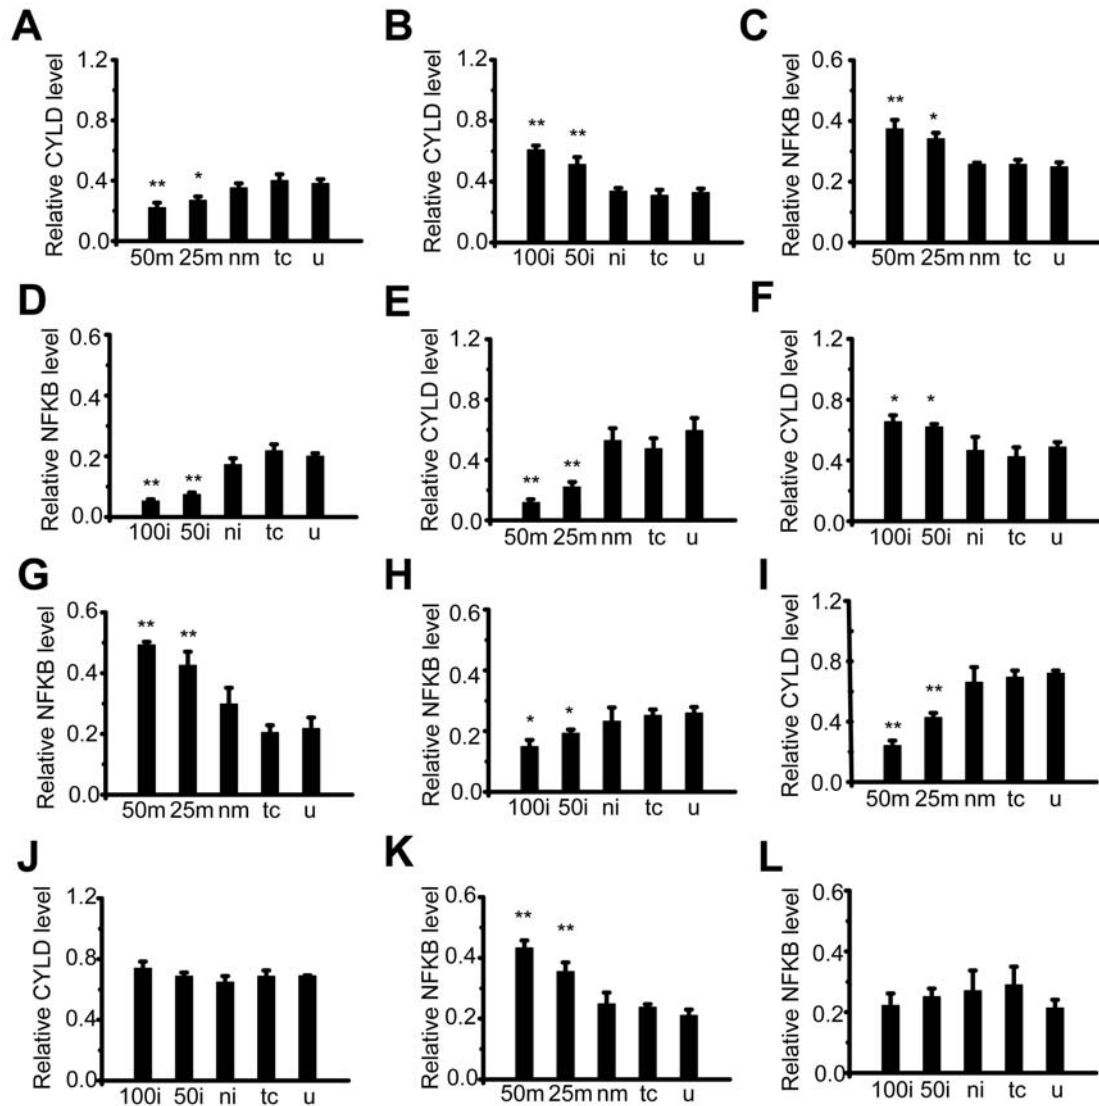 A
Relative CYLD level
1.2
0.8
0.4
0.0
** *
50m 25m nm tc u
B
Relative CYLD level
1.2
0.8
0.4
0.0
** **
100i 50i ni tc u
C
Relative NFKB level
0.6
0.4
0.2
0.0
** *
50m 25m nm tc u
D
Relative NFKB level
0.6
0.4
0.2
0.0
** **
100i 50i ni tc u
E
Relative CYLD level
1.2
0.8
0.4
0.0
** **
50m 25m nm tc u
F
Relative CYLD level
1.2
0.8
0.4
0.0
* *
100i 50i ni tc u
G
Relative NFKB level
0.6
0.4
0.2
0.0
** **
50m 25m nm tc u
H
Relative NFKB level
0.6
0.4
0.2
0.0
* *
100i 50i ni tc u
I
Relative CYLD level
1.2
0.8
0.4
0.0
** **
50m 25m nm tc u
J
Relative CYLD level
1.2
0.8
0.4
0.0
100i 50i ni tc u
K
Relative NFKB level
0.6
0.4
0.2
0.0
** **
50m 25m nm tc u
L
Relative NFKB level
0.6
0.4
0.2
0.0
100i 50i ni tc u